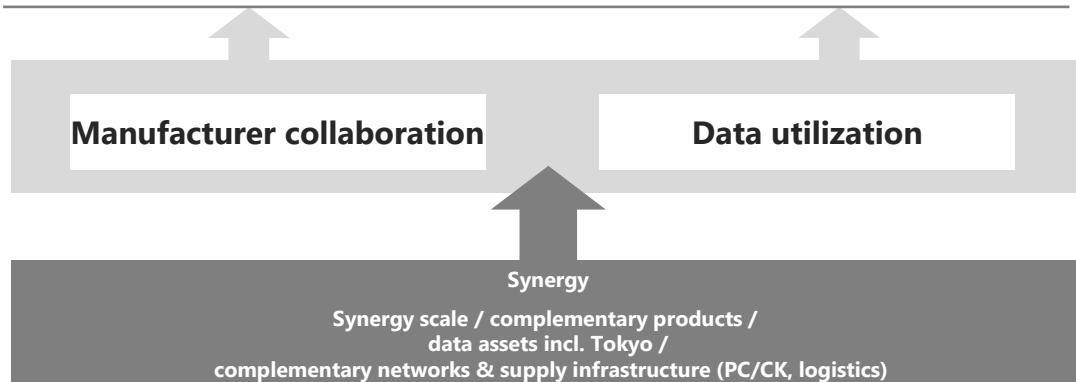 Manufacturer collaboration
Data utilization
Synergy
Synergy scale / complementary products /
data assets incl. Tokyo /
complementary networks & supply infrastructure (PC/CK, logistics)